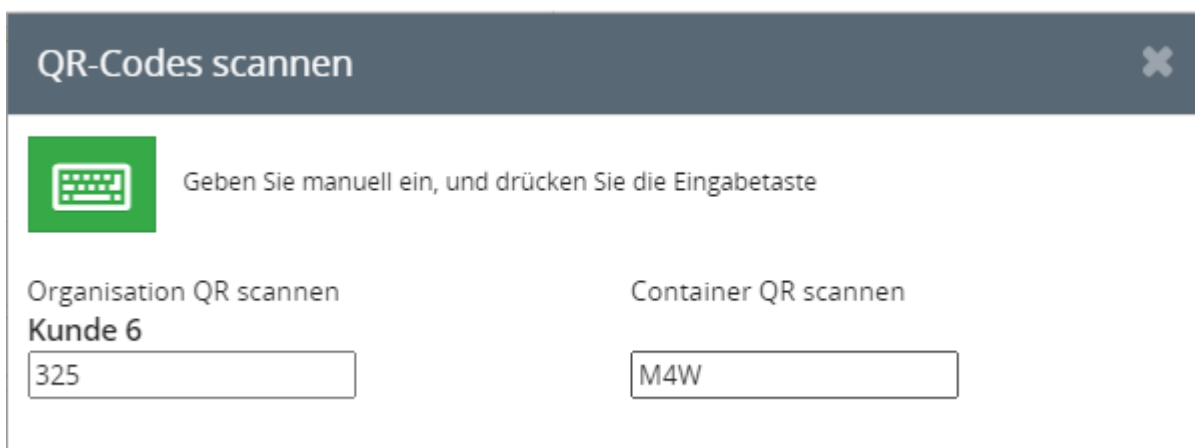 QR-Codes scannen
Geben Sie manuell ein, und drücken Sie die Eingabetaste
Organisation QR scannen
Container QR scannen
Kunde 6
325
M4W